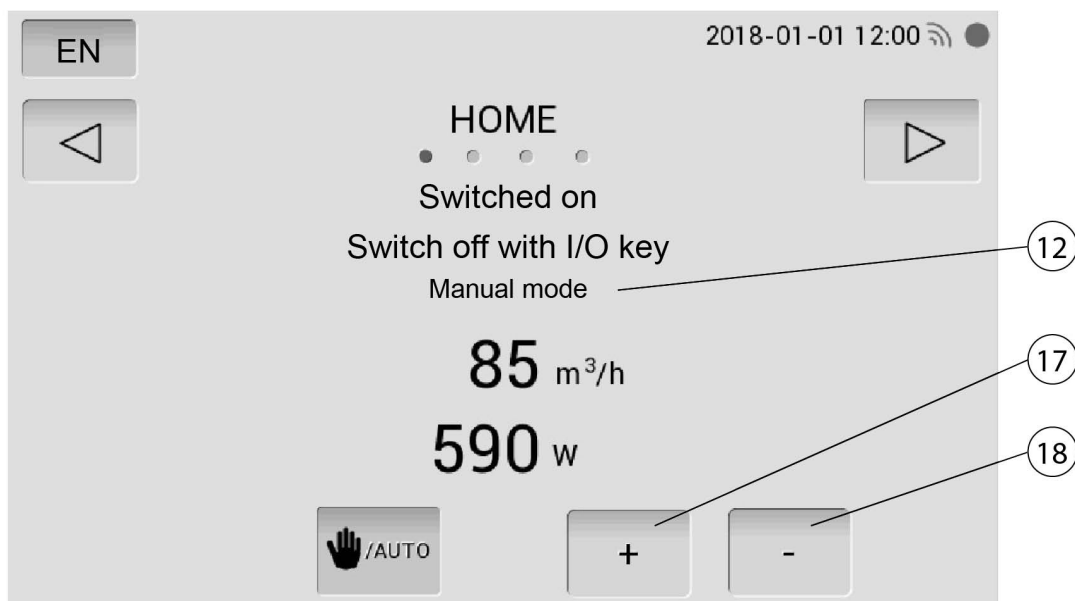 EN
2018-01-01 12:00
HOME
Switched on
Switch off with I/O key
12
Manual mode
85 m³/h
17
590 W
18
/AUTO
+
-